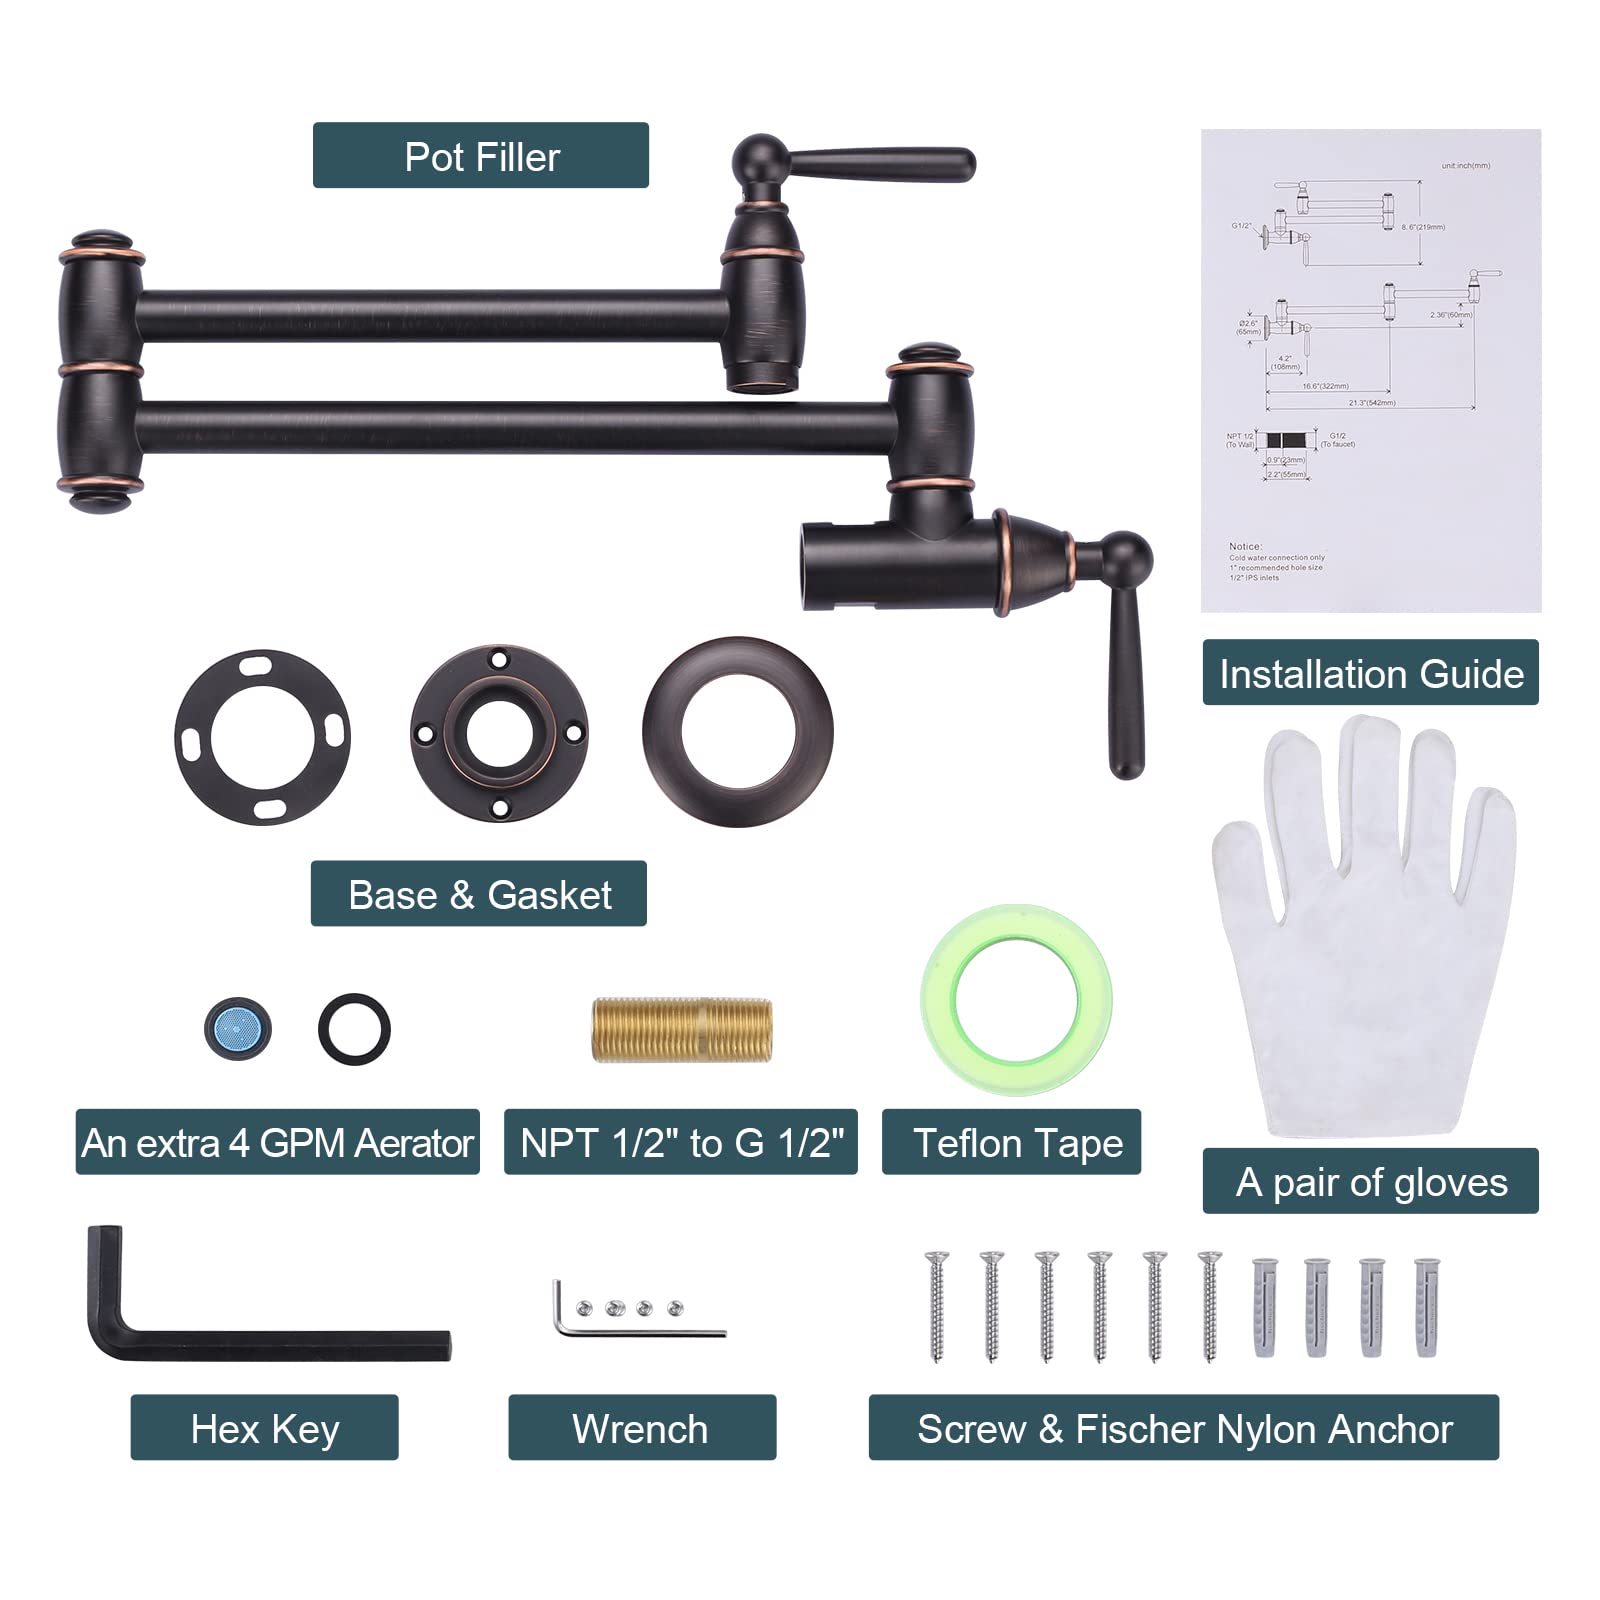 Pot Filler
unit:inch(mm)
G1/2"
8.6"(219mm)
Ø2.6"
(65mm)
2.36"(60mm)
4.2"
(108mm)
16.6"(322mm)
21.3"(542mm)
NPT 1/2
(To Wall)
G1/2
(To faucet)
0.9"(23mm)
2.2"(55mm)
Notice:
Cold water connection only
1" recommended hole size
1/2" IPS inlets
Installation Guide
Base & Gasket
An extra 4 GPM Aerator
NPT 1/2" to G 1/2"
Teflon Tape
A pair of gloves
Hex Key
Wrench
Screw & Fischer Nylon Anchor